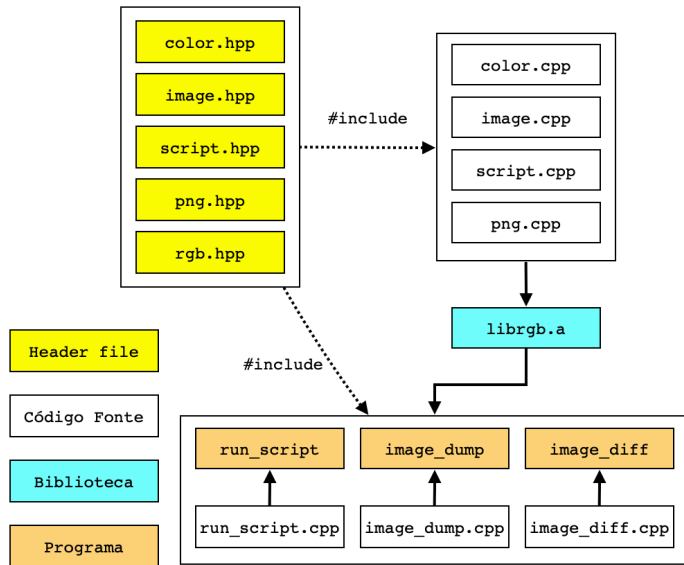 color.hpp
image.hpp
script.hpp
png.hpp
rgb.hpp
#include
color.cpp
image.cpp
script.cpp
png.cpp
librgb.a
#include
Header file
Código Fonte
Biblioteca
Programa
run_script
image_dump
image_diff
run_script.cpp
image_dump.cpp
image_diff.cpp